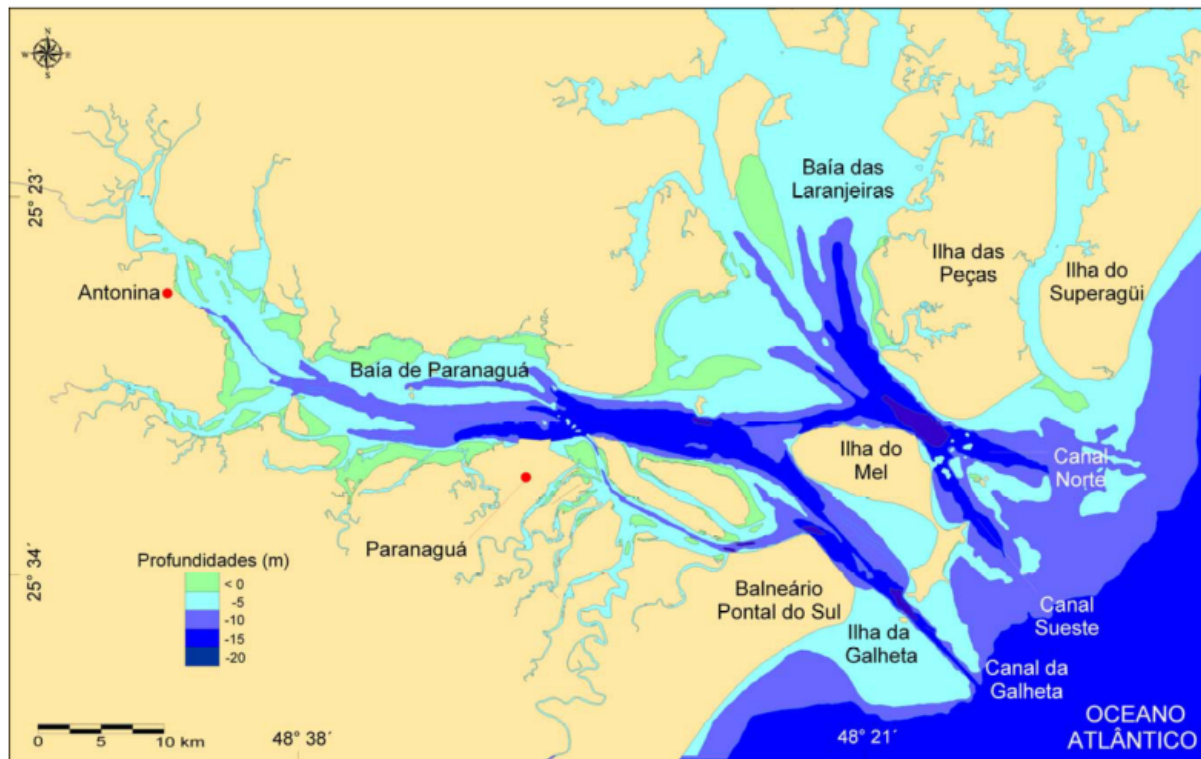 N
W
E
S
25° 23´
Baía das
Laranjeiras
Ilha das
Peças
Ilha do
Superagüi
Antonina
Baía de Paranaguá
Ilha do
Mel
Canal
Norte
Paranaguá
25° 34´
Profundidades (m)
< 0
-5
-10
-15
-20
Balneário
Pontal do Sul
Ilha da
Galheta
Canal
Sueste
Canal da
Galheta
OCEANO
ATLÂNTICO
0 5 10 km
48° 38´
48° 21´